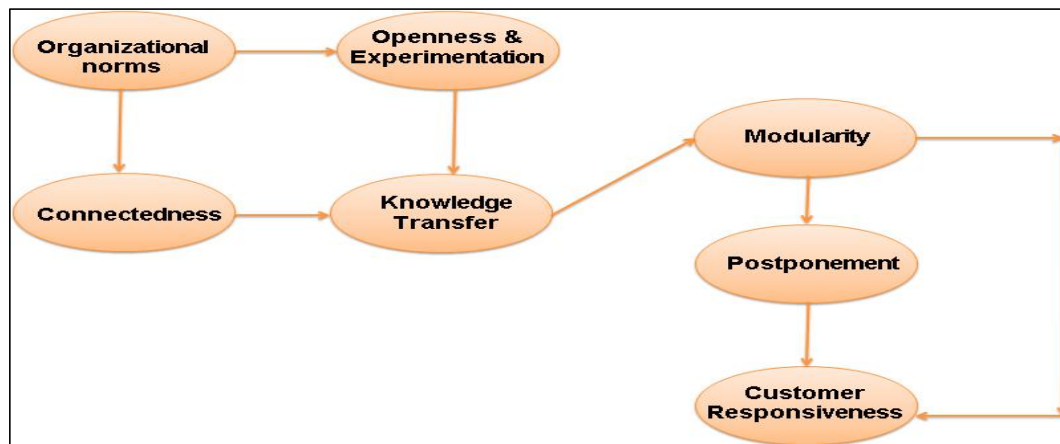 Organizational
norms
Openness &
Experimentation
Modularity
Connectedness
Knowledge
Transfer
Postponement
Customer
Responsiveness